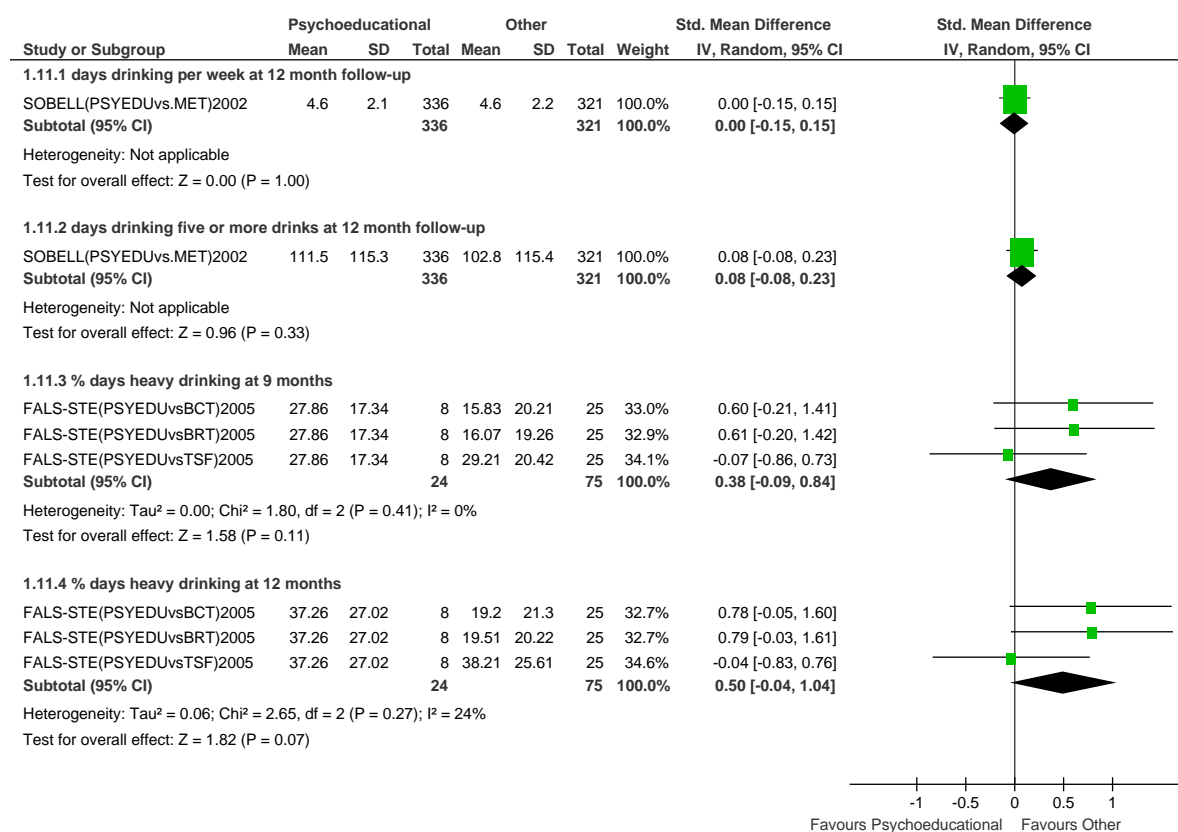 Psychoeducational Other Std. Mean Difference Std. Mean Difference
Study or Subgroup Mean SD Total Mean SD Total Weight IV, Random, 95% CI IV, Random, 95% CI
1.11.1 days drinking per week at 12 month follow-up
SOBELL(PSYEDUvs.MET)2002 4.6 2.1 336 4.6 2.2 321 100.0% 0.00 [-0.15, 0.15]
Subtotal (95% CI) 336 321 100.0% 0.00 [-0.15, 0.15]
Heterogeneity: Not applicable
Test for overall effect: Z = 0.00 (P = 1.00)
1.11.2 days drinking five or more drinks at 12 month follow-up
SOBELL(PSYEDUvs.MET)2002 111.5 115.3 336 102.8 115.4 321 100.0% 0.08 [-0.08, 0.23]
Subtotal (95% CI) 336 321 100.0% 0.08 [-0.08, 0.23]
Heterogeneity: Not applicable
Test for overall effect: Z = 0.96 (P = 0.33)
1.11.3 % days heavy drinking at 9 months
FALS-STE(PSYEDUvsBCT)2005 27.86 17.34 8 15.83 20.21 25 33.0% 0.60 [-0.21, 1.41]
FALS-STE(PSYEDUvsBRT)2005 27.86 17.34 8 16.07 19.26 25 32.9% 0.61 [-0.20, 1.42]
FALS-STE(PSYEDUvsTSF)2005 27.86 17.34 8 29.21 20.42 25 34.1% -0.07 [-0.86, 0.73]
Subtotal (95% CI) 24 75 100.0% 0.38 [-0.09, 0.84]
Heterogeneity: Tau² = 0.00; Chi² = 1.80, df = 2 (P = 0.41); I² = 0%
Test for overall effect: Z = 1.58 (P = 0.11)
1.11.4 % days heavy drinking at 12 months
FALS-STE(PSYEDUvsBCT)2005 37.26 27.02 8 19.2 21.3 25 32.7% 0.78 [-0.05, 1.60]
FALS-STE(PSYEDUvsBRT)2005 37.26 27.02 8 19.51 20.22 25 32.7% 0.79 [-0.03, 1.61]
FALS-STE(PSYEDUvsTSF)2005 37.26 27.02 8 38.21 25.61 25 34.6% -0.04 [-0.83, 0.76]
Subtotal (95% CI) 24 75 100.0% 0.50 [-0.04, 1.04]
Heterogeneity: Tau² = 0.06; Chi² = 2.65, df = 2 (P = 0.27); I² = 24%
Test for overall effect: Z = 1.82 (P = 0.07)
-1 -0.5 0 0.5 1
Favours Psychoeducational Favours Other